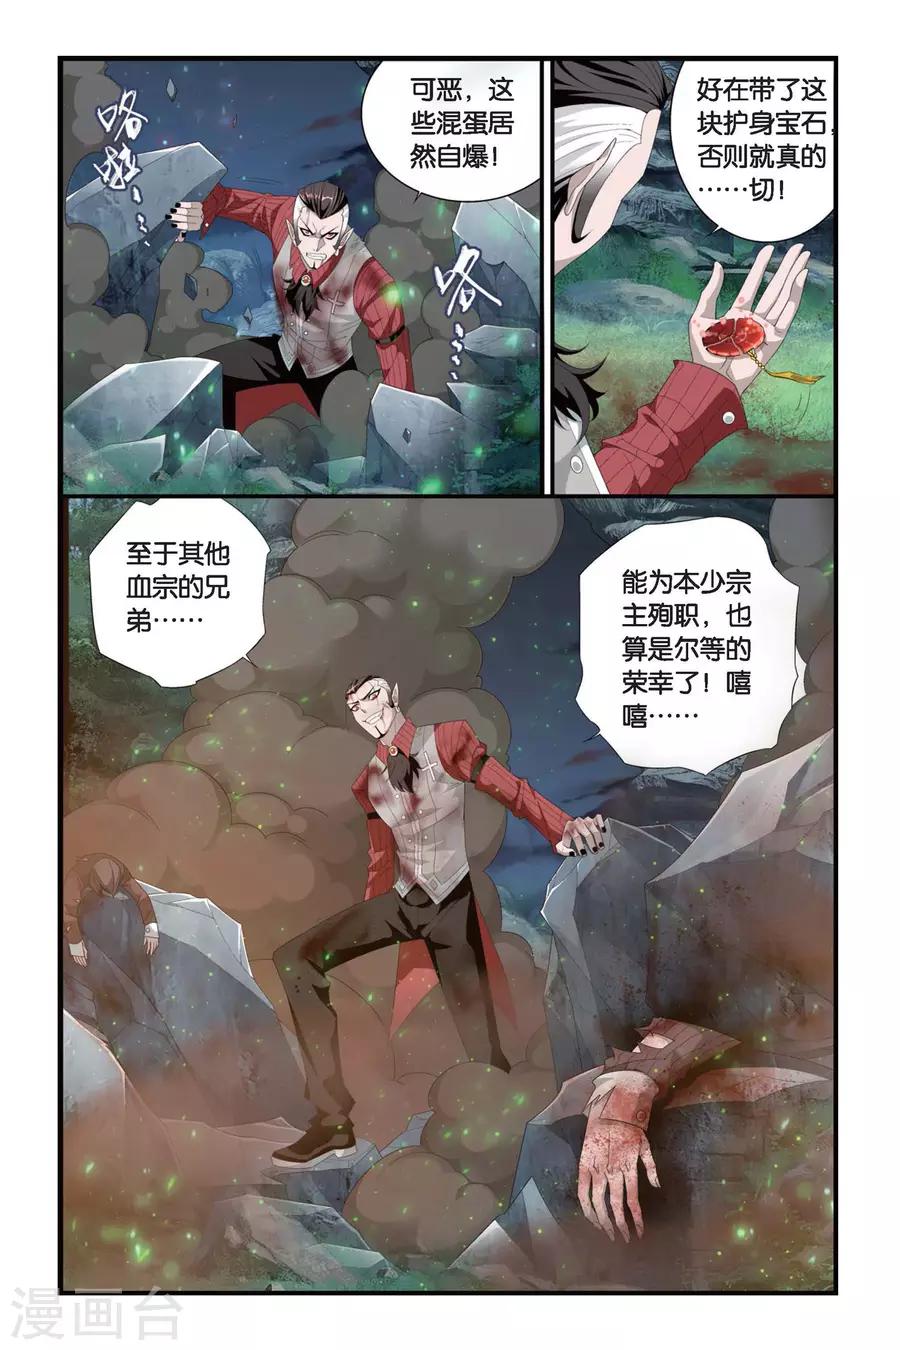 咯
啦……
可恶，这
些混蛋居
然自爆！
咯……
好在带了这
块护身宝石，
否则就真的
……一切！
至于其他
血宗的兄
弟……
能为本少宗
主殉职，也
算是尔等的
荣幸了！嘻
嘻……
漫画台